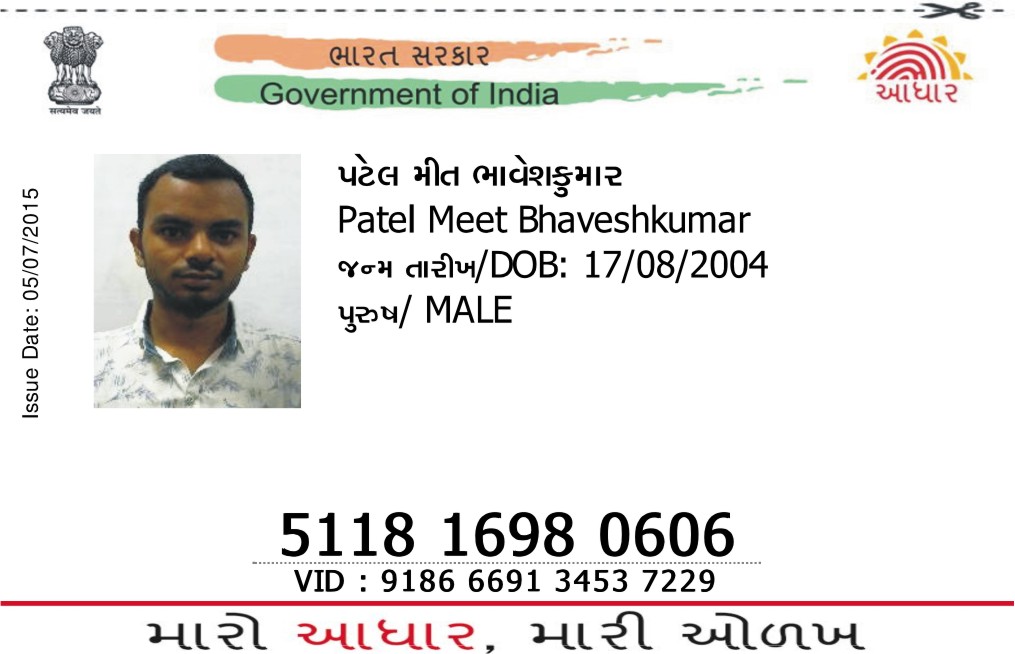 ભારત સરકાર
Government of India
सत्यमेव जयते
આધાર
Issue Date: 05/07/2015
પટેલ મીત ભાવેશકુમાર
Patel Meet Bhaveshkumar
જન્મ તારીખ/DOB: 17/08/2004
પુરુષ/ MALE
5118 1698 0606
VID : 9186 6691 3453 7229
મારો આધાર, મારી ઓળખ